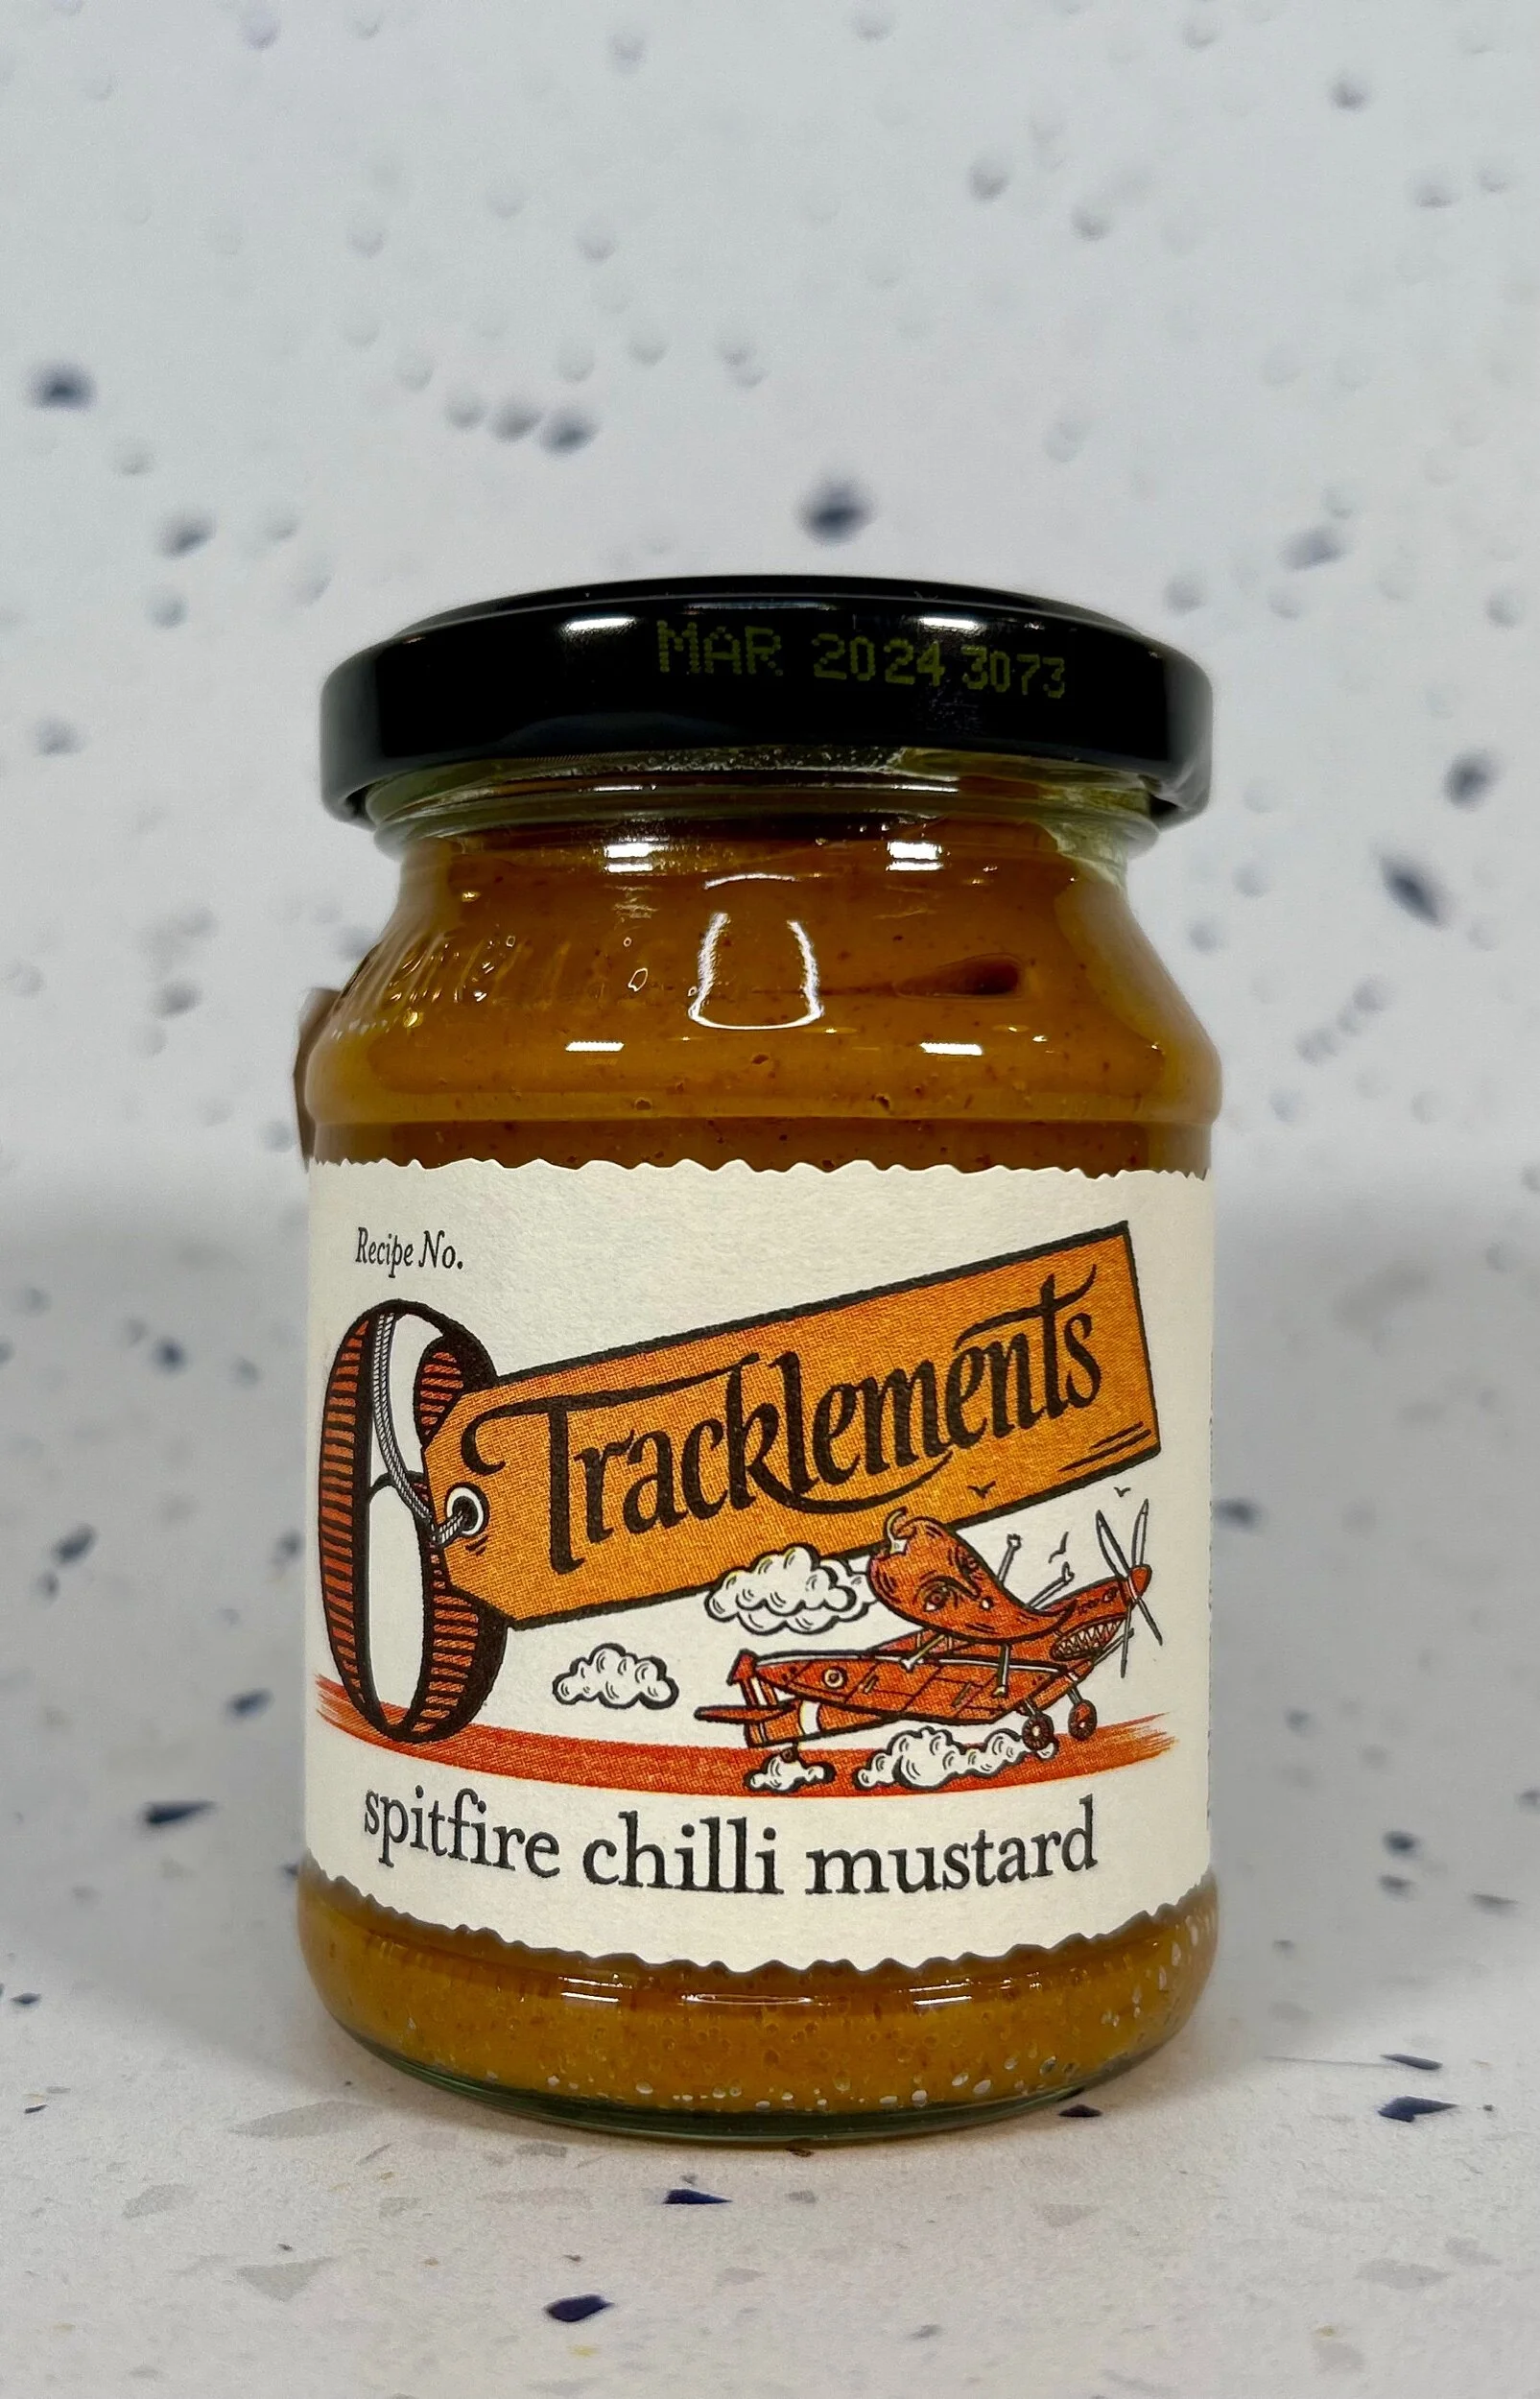 MAR 2024 3073
Recipe No.
6
Tracklements
spitfire chilli mustard